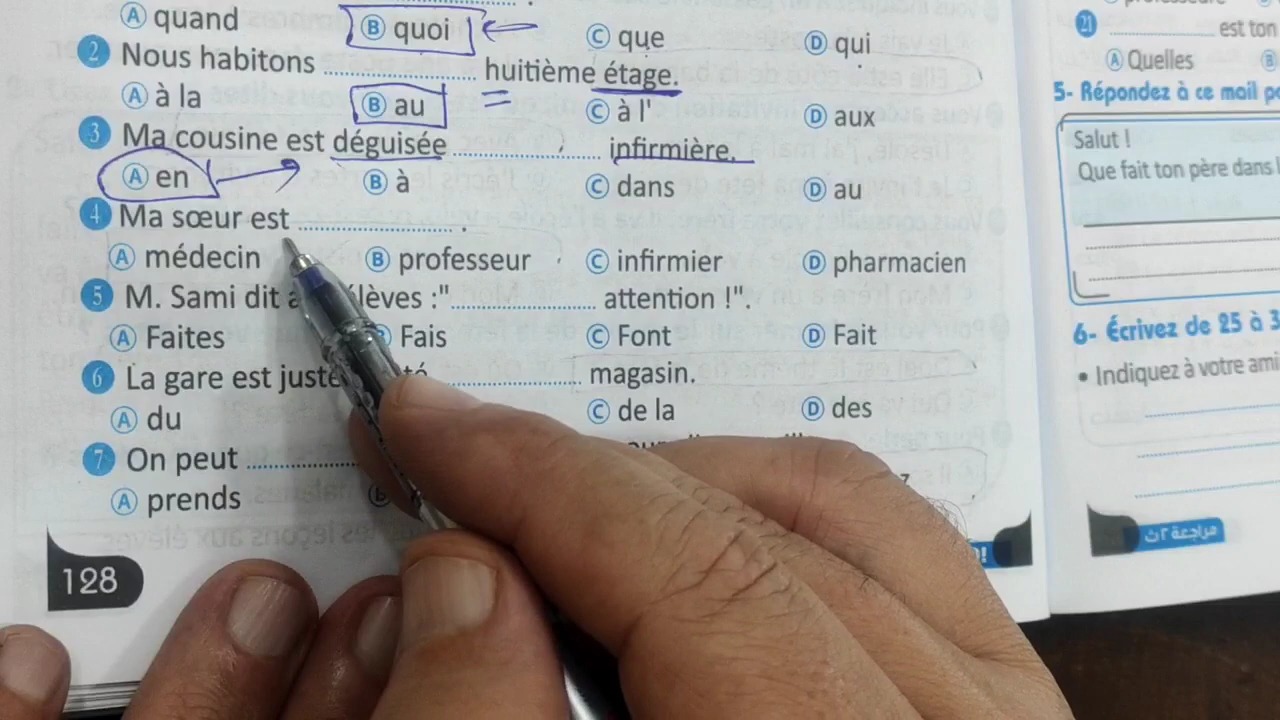 A quand B quoi C que D qui
2 Nous habitons ........ huitième étage.
A à la B au C à l' D aux
3 Ma cousine est déguisée ........ infirmière.
A en B à C dans D au
4 Ma sœur est ........ .
A médecin B professeur C infirmier D pharmacien
5 M. Sami dit élèves :" ........ attention !".
A Faites Fais C Font D Fait
6 La gare est ........ magasin.
A du C de la D des
7 On peut ........
A prends B
128
21 ........ est ton
A Quelles B
5- Répondez à ce mail
Salut !
Que fait ton père dans
6- Écrivez de 25 à
• Indiquez à votre ami
مراجعة ٢ث